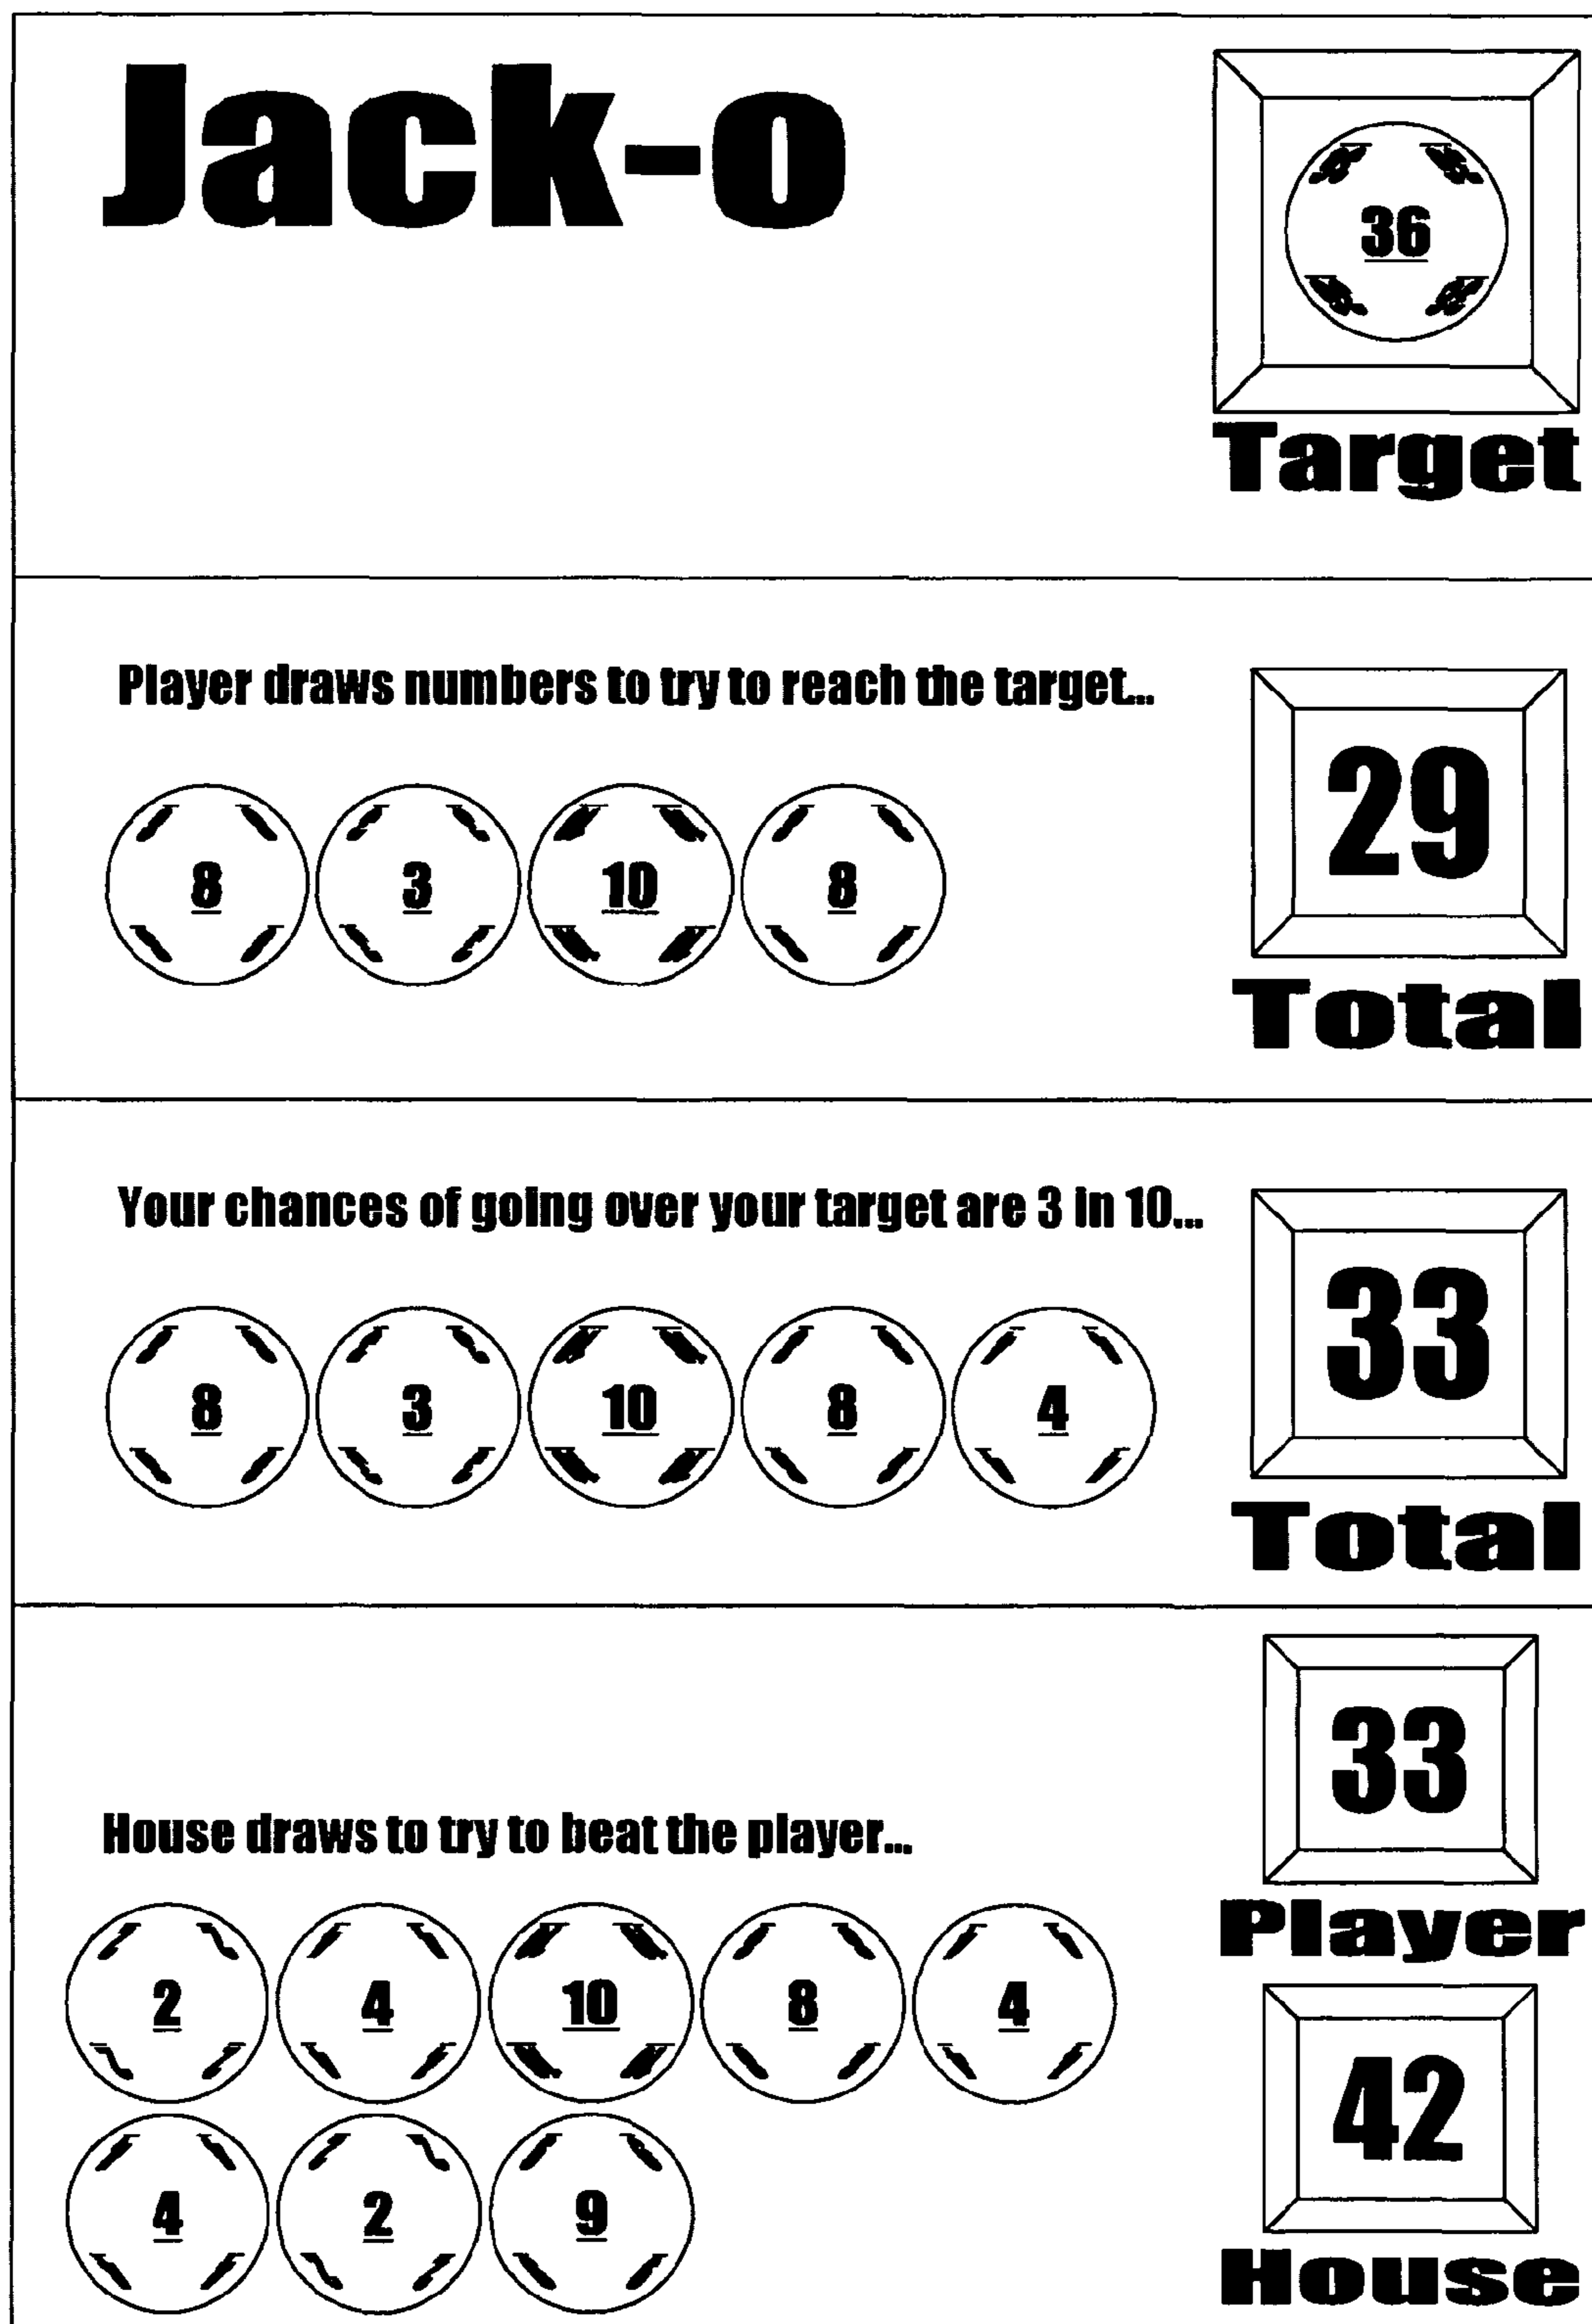 Jack-o
36
Target
Player draws numbers to try to reach the target...
8 3 10 8
29
Total
Your chances of going over your target are 3 in 10...
8 3 10 8 4
33
Total
33
Player
House draws to try to beat the player...
2 4 10 8 4
4 2 9
42
House